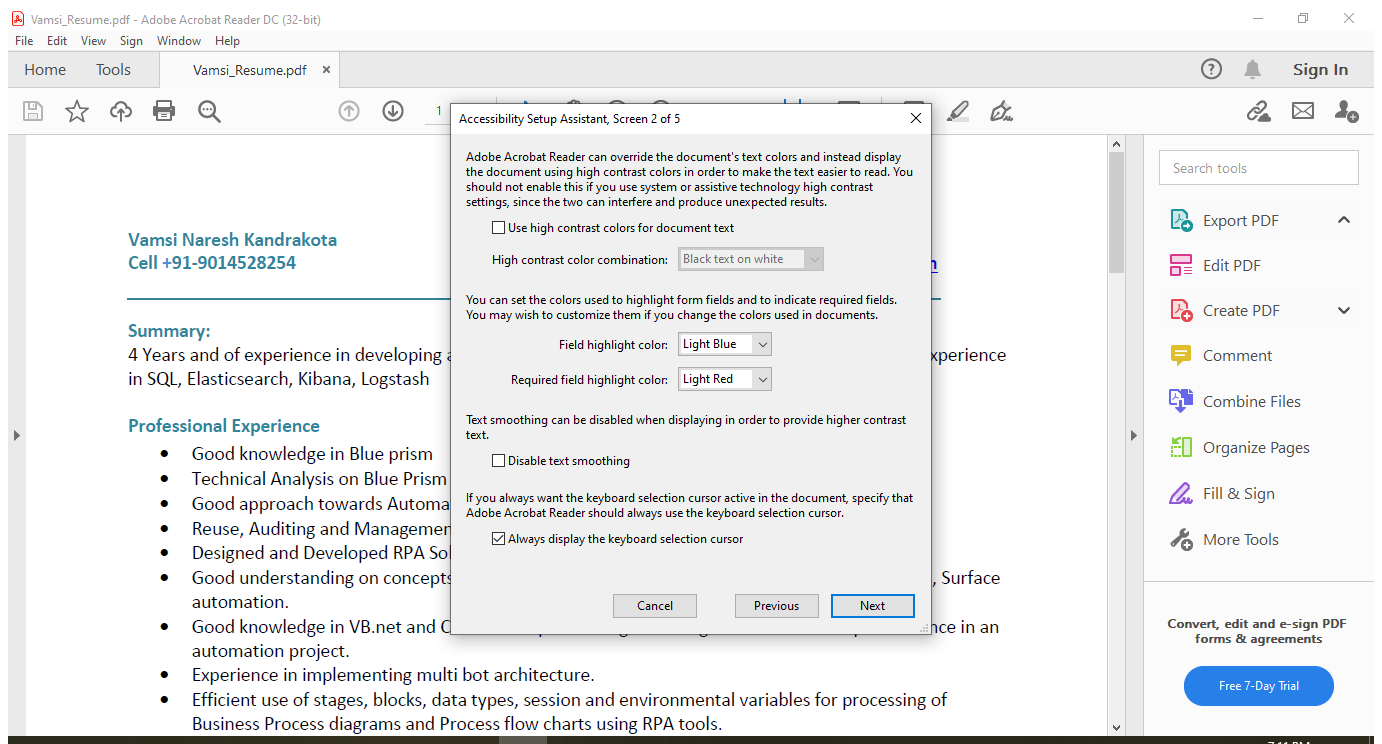 Vamsi_Resume.pdf - Adobe Acrobat Reader DC (32-bit)
File Edit View Sign Window Help
Home Tools Vamsi_Resume.pdf × Sign In
1
Accessibility Setup Assistant, Screen 2 of 5
Adobe Acrobat Reader can override the document's text colors and instead display
the document using high contrast colors in order to make the text easier to read. You
should not enable this if you use system or assistive technology high contrast
settings, since the two can interfere and produce unexpected results.
Use high contrast colors for document text
High contrast color combination: Black text on white
You can set the colors used to highlight form fields and to indicate required fields.
You may wish to customize them if you change the colors used in documents.
Field highlight color: Light Blue
Required field highlight color: Light Red
Text smoothing can be disabled when displaying in order to provide higher contrast
text.
Disable text smoothing
If you always want the keyboard selection cursor active in the document, specify that
Adobe Acrobat Reader should always use the keyboard selection cursor.
Always display the keyboard selection cursor
Cancel Previous Next
Vamsi Naresh Kandrakota
Cell +91-9014528254
Summary:
4 Years and of experience in developing xperience
in SQL, Elasticsearch, Kibana, Logstash
Professional Experience
• Good knowledge in Blue prism
• Technical Analysis on Blue Prism
• Good approach towards Automa
• Reuse, Auditing and Managemen
• Designed and Developed RPA So
• Good understanding on concepts , Surface
automation.
• Good knowledge in VB.net and nce in an
automation project.
• Experience in implementing multi bot architecture.
• Efficient use of stages, blocks, data types, session and environmental variables for processing of
Business Process diagrams and Process flow charts using RPA tools.
Search tools
Export PDF
Edit PDF
Create PDF
Comment
Combine Files
Organize Pages
Fill & Sign
More Tools
Convert, edit and e-sign PDF
forms & agreements
Free 7-Day Trial